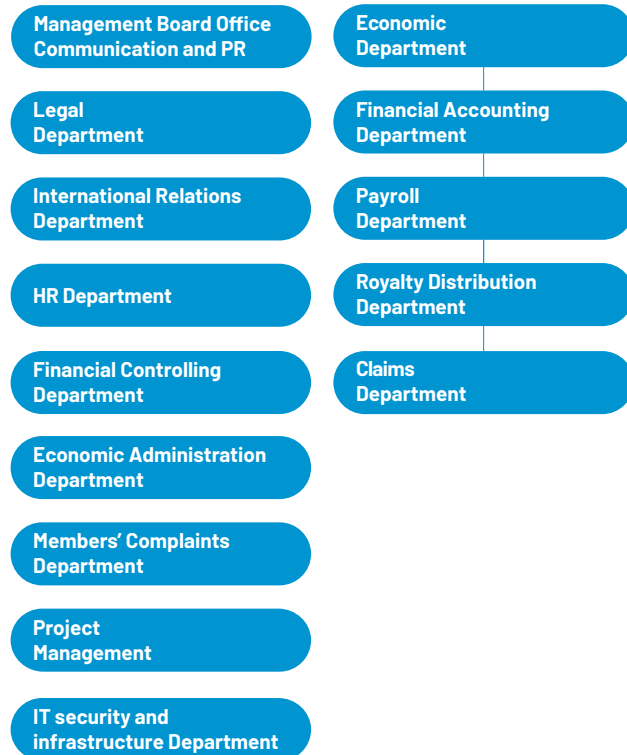 Management Board Office
Communication and PR
Legal
Department
International Relations
Department
HR Department
Financial Controlling
Department
Economic Administration
Department
Members’ Complaints
Department
Project
Management
IT security and
infrastructure Department
Economic
Department
Financial Accounting
Department
Payroll
Department
Royalty Distribution
Department
Claims
Department